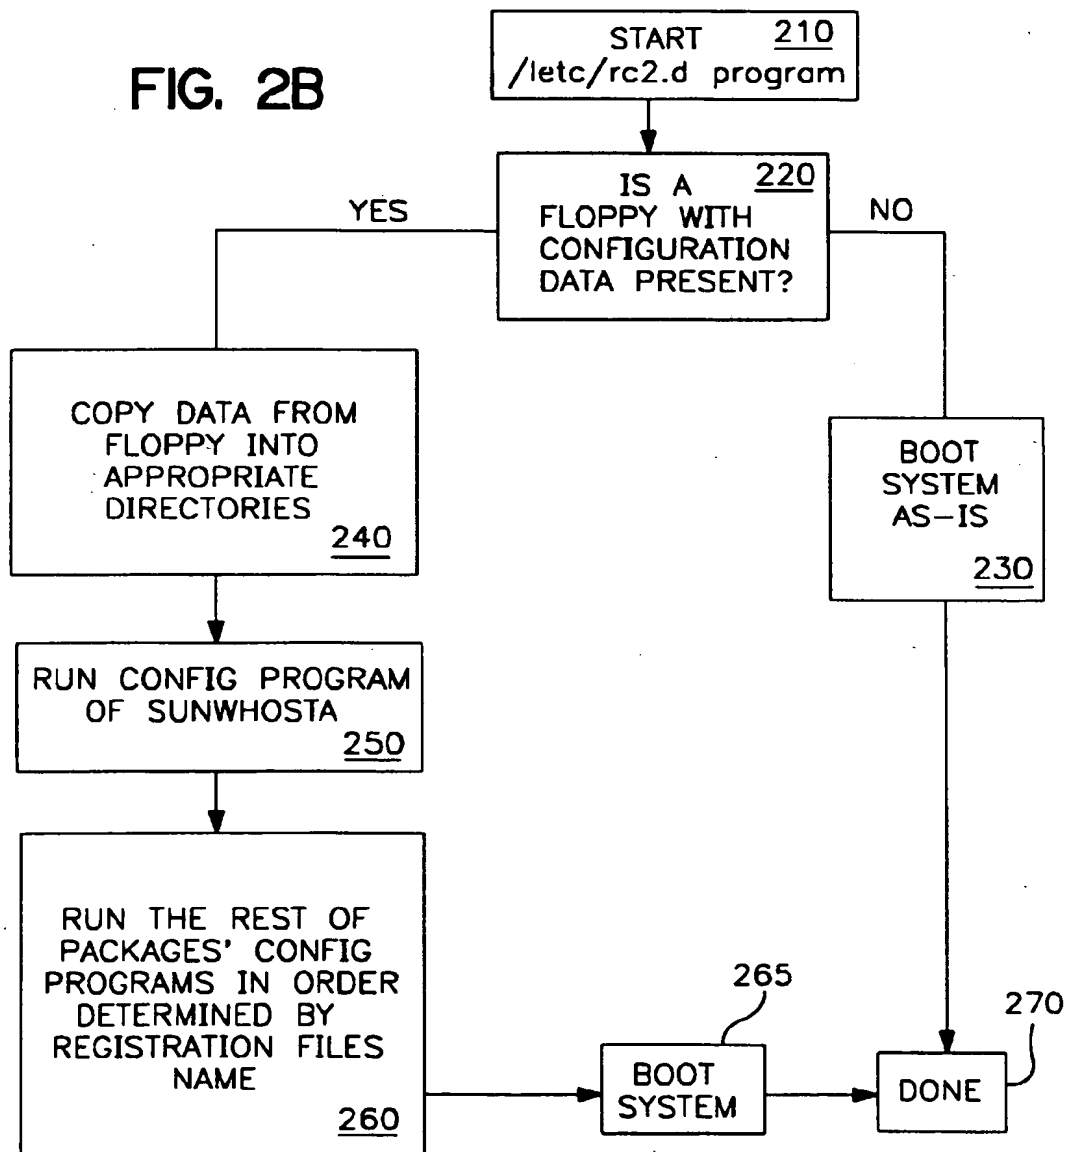 FIG. 2B
START 210
/letc/rc2.d program
220
IS A
FLOPPY WITH
CONFIGURATION
DATA PRESENT?
YES
NO
COPY DATA FROM
FLOPPY INTO
APPROPRIATE
DIRECTORIES
240
BOOT
SYSTEM
AS-IS
230
RUN CONFIG PROGRAM
OF SUNWHOSTA
250
RUN THE REST OF
PACKAGES' CONFIG
PROGRAMS IN ORDER
DETERMINED BY
REGISTRATION FILES
NAME
260
265
BOOT
SYSTEM
270
DONE